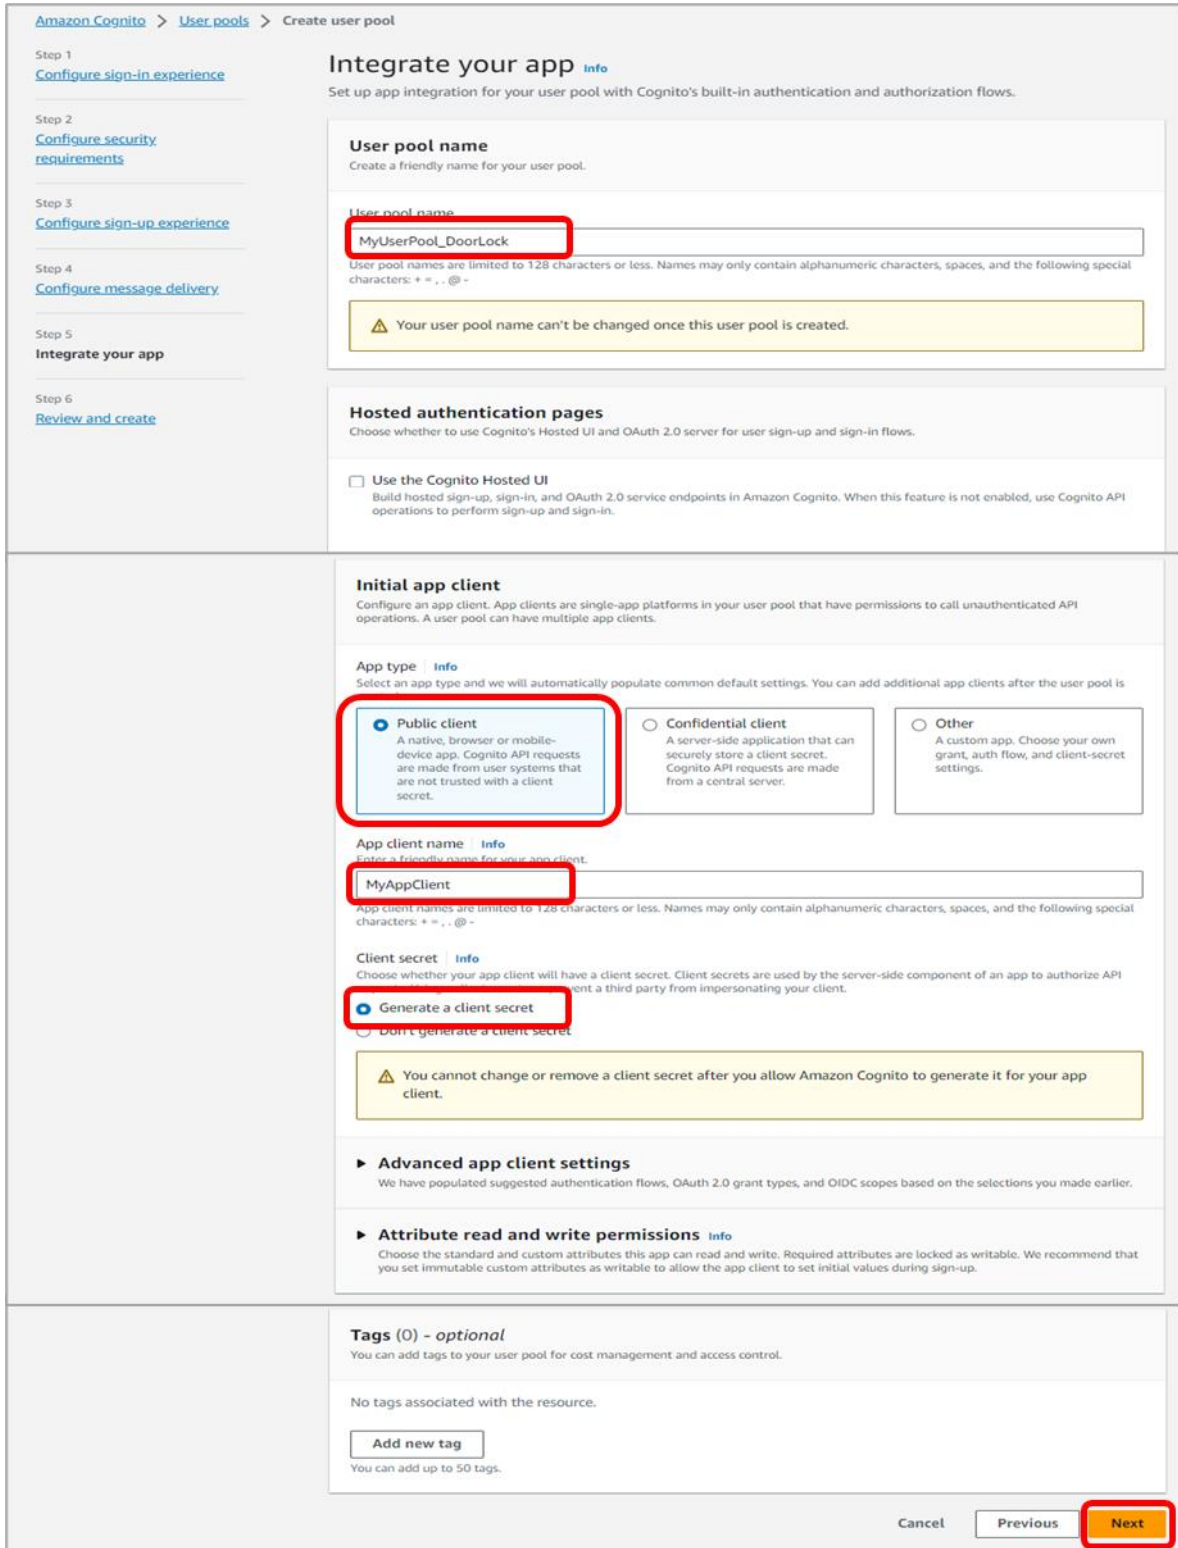 Amazon Cognito > User pools > Create user pool
Step 1
Configure sign-in experience
Step 2
Configure security
requirements
Step 3
Configure sign-up experience
Step 4
Configure message delivery
Step 5
Integrate your app
Step 6
Review and create
Integrate your app Info
Set up app integration for your user pool with Cognito's built-in authentication and authorization flows.
User pool name
Create a friendly name for your user pool.
User pool name
MyUserPool_DoorLock
User pool names are limited to 128 characters or less. Names may only contain alphanumeric characters, spaces, and the following special
characters: + = , . @ -
Your user pool name can't be changed once this user pool is created.
Hosted authentication pages
Choose whether to use Cognito's Hosted UI and OAuth 2.0 server for user sign-up and sign-in flows.
Use the Cognito Hosted UI
Build hosted sign-up, sign-in, and OAuth 2.0 service endpoints in Amazon Cognito. When this feature is not enabled, use Cognito API
operations to perform sign-up and sign-in.
Initial app client
Configure an app client. App clients are single-app platforms in your user pool that have permissions to call unauthenticated API
operations. A user pool can have multiple app clients.
App type Info
Select an app type and we will automatically populate common default settings. You can add additional app clients after the user pool is
Public client
A native, browser or mobile-
device app. Cognito API requests
are made from user systems that
are not trusted with a client
secret.
Confidential client
A server-side application that can
securely store a client secret.
Cognito API requests are made
from a central server.
Other
A custom app. Choose your own
grant, auth flow, and client-secret
settings.
App client name Info
Enter a friendly name for your app client.
MyAppClient
App client names are limited to 128 characters or less. Names may only contain alphanumeric characters, spaces, and the following special
characters: + = , . @ -
Client secret Info
Choose whether your app client will have a client secret. Client secrets are used by the server-side component of an app to authorize API
a third party from impersonating your client.
Generate a client secret
Don't generate a client secret
You cannot change or remove a client secret after you allow Amazon Cognito to generate it for your app
client.
Advanced app client settings
We have populated suggested authentication flows, OAuth 2.0 grant types, and OIDC scopes based on the selections you made earlier.
Attribute read and write permissions Info
Choose the standard and custom attributes this app can read and write. Required attributes are locked as writable. We recommend that
you set immutable custom attributes as writable to allow the app client to set initial values during sign-up.
Tags (0) - optional
You can add tags to your user pool for cost management and access control.
No tags associated with the resource.
Add new tag
You can add up to 50 tags.
Cancel Previous Next